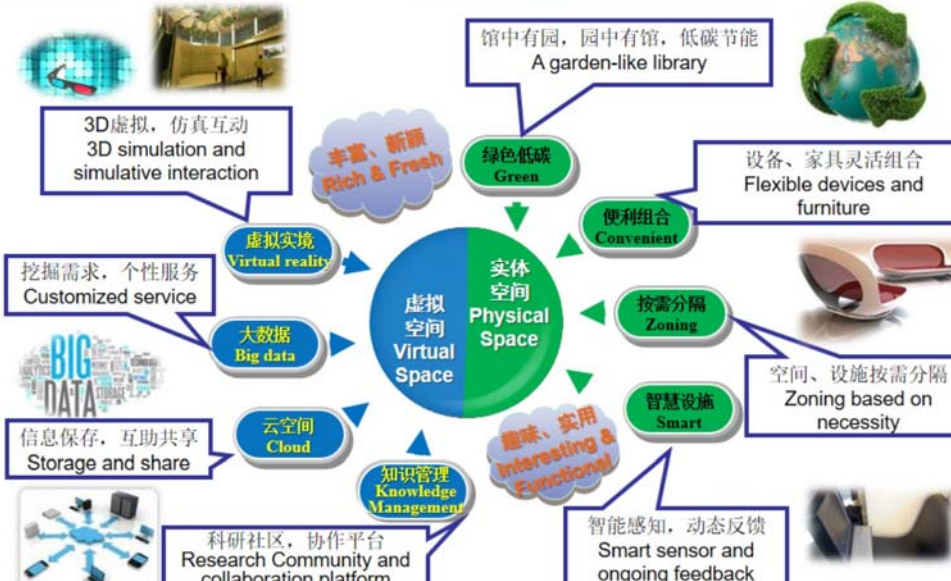 馆中有园，园中有馆，低碳节能
A garden-like library
3D虚拟，仿真互动
3D simulation and
simulative interaction
丰富、新颖
Rich & Fresh
绿色低碳
Green
设备、家具灵活组合
Flexible devices and
furniture
便利组合
Convenient
虚拟实境
Virtual reality
挖掘需求，个性服务
Customized service
虚拟
空间
Virtual
Space
实体
空间
Physical
Space
大数据
Big data
按需分隔
Zoning
BIG
DATA
STORAGE
空间、设施按需分隔
Zoning based on
necessity
智慧设施
Smart
云空间
Cloud
信息保存，互助共享
Storage and share
趣味、实用
Interesting &
Functional
知识管理
Knowledge
Management
科研社区，协作平台
Research Community and
collaboration platform
智能感知，动态反馈
Smart sensor and
ongoing feedback